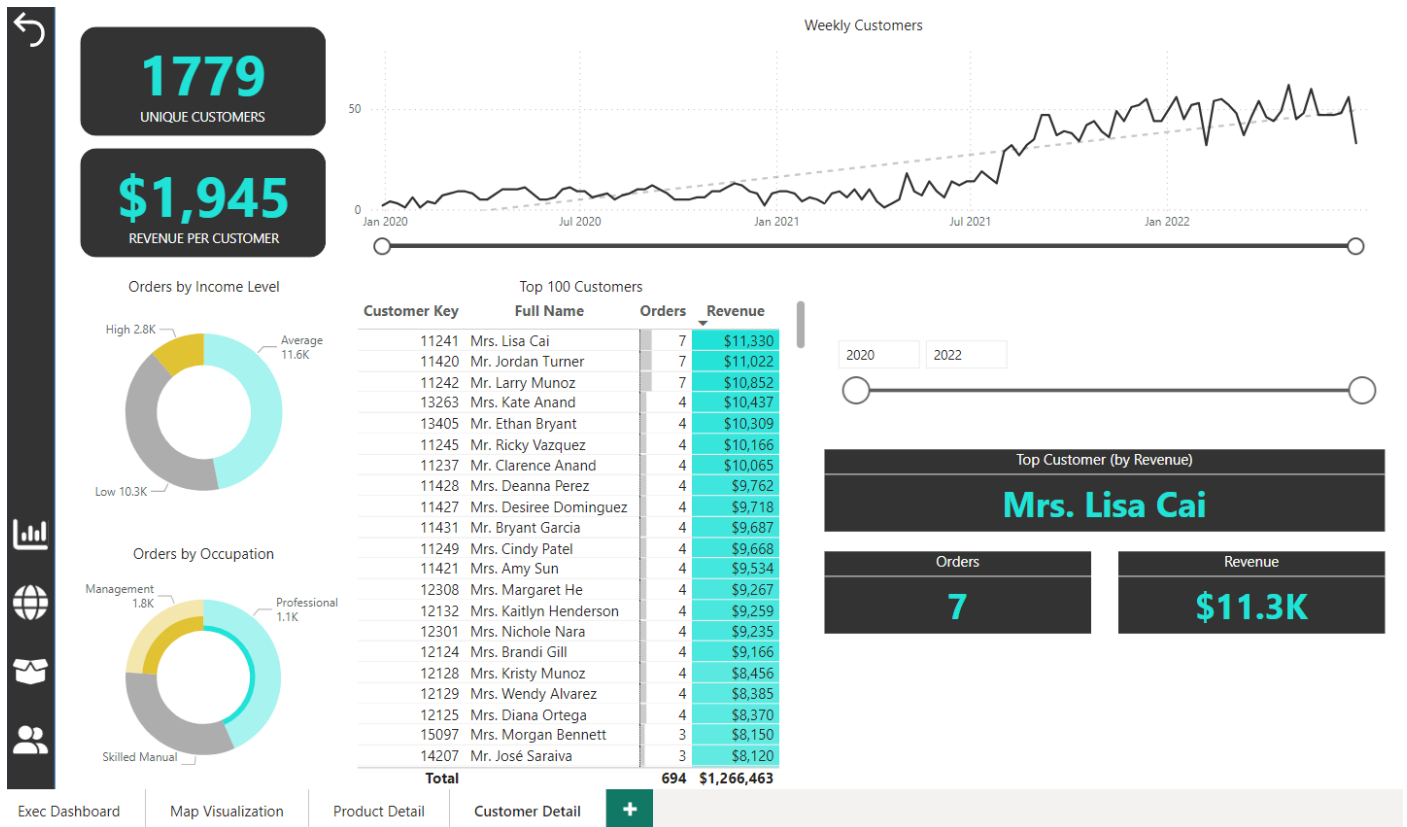 1779
UNIQUE CUSTOMERS
$1,945
REVENUE PER CUSTOMER
Weekly Customers
50
0
Jan 2020 Jul 2020 Jan 2021 Jul 2021 Jan 2022
Orders by Income Level
High 2.8K
Average
11.6K
Low 10.3K
Orders by Occupation
Management
1.8K
Professional
1.1K
Skilled Manual
Top 100 Customers
Customer Key Full Name Orders Revenue
11241 Mrs. Lisa Cai 7 $11,330
11420 Mr. Jordan Turner 7 $11,022
11242 Mr. Larry Munoz 7 $10,852
13263 Mrs. Kate Anand 4 $10,437
13405 Mr. Ethan Bryant 4 $10,309
11245 Mr. Ricky Vazquez 4 $10,166
11237 Mr. Clarence Anand 4 $10,065
11428 Mrs. Deanna Perez 4 $9,762
11427 Mrs. Desiree Dominguez 4 $9,718
11431 Mr. Bryant Garcia 4 $9,687
11249 Mrs. Cindy Patel 4 $9,668
11421 Mrs. Amy Sun 4 $9,534
12308 Mrs. Margaret He 4 $9,267
12132 Mrs. Kaitlyn Henderson 4 $9,259
12301 Mrs. Nichole Nara 4 $9,235
12124 Mrs. Brandi Gill 4 $9,166
12128 Mrs. Kristy Munoz 4 $8,456
12129 Mrs. Wendy Alvarez 4 $8,385
12125 Mrs. Diana Ortega 4 $8,370
15097 Mrs. Morgan Bennett 3 $8,150
14207 Mr. José Saraiva 3 $8,120
Total 694 $1,266,463
2020 2022
Top Customer (by Revenue)
Mrs. Lisa Cai
Orders
7
Revenue
$11.3K
Exec Dashboard Map Visualization Product Detail Customer Detail +